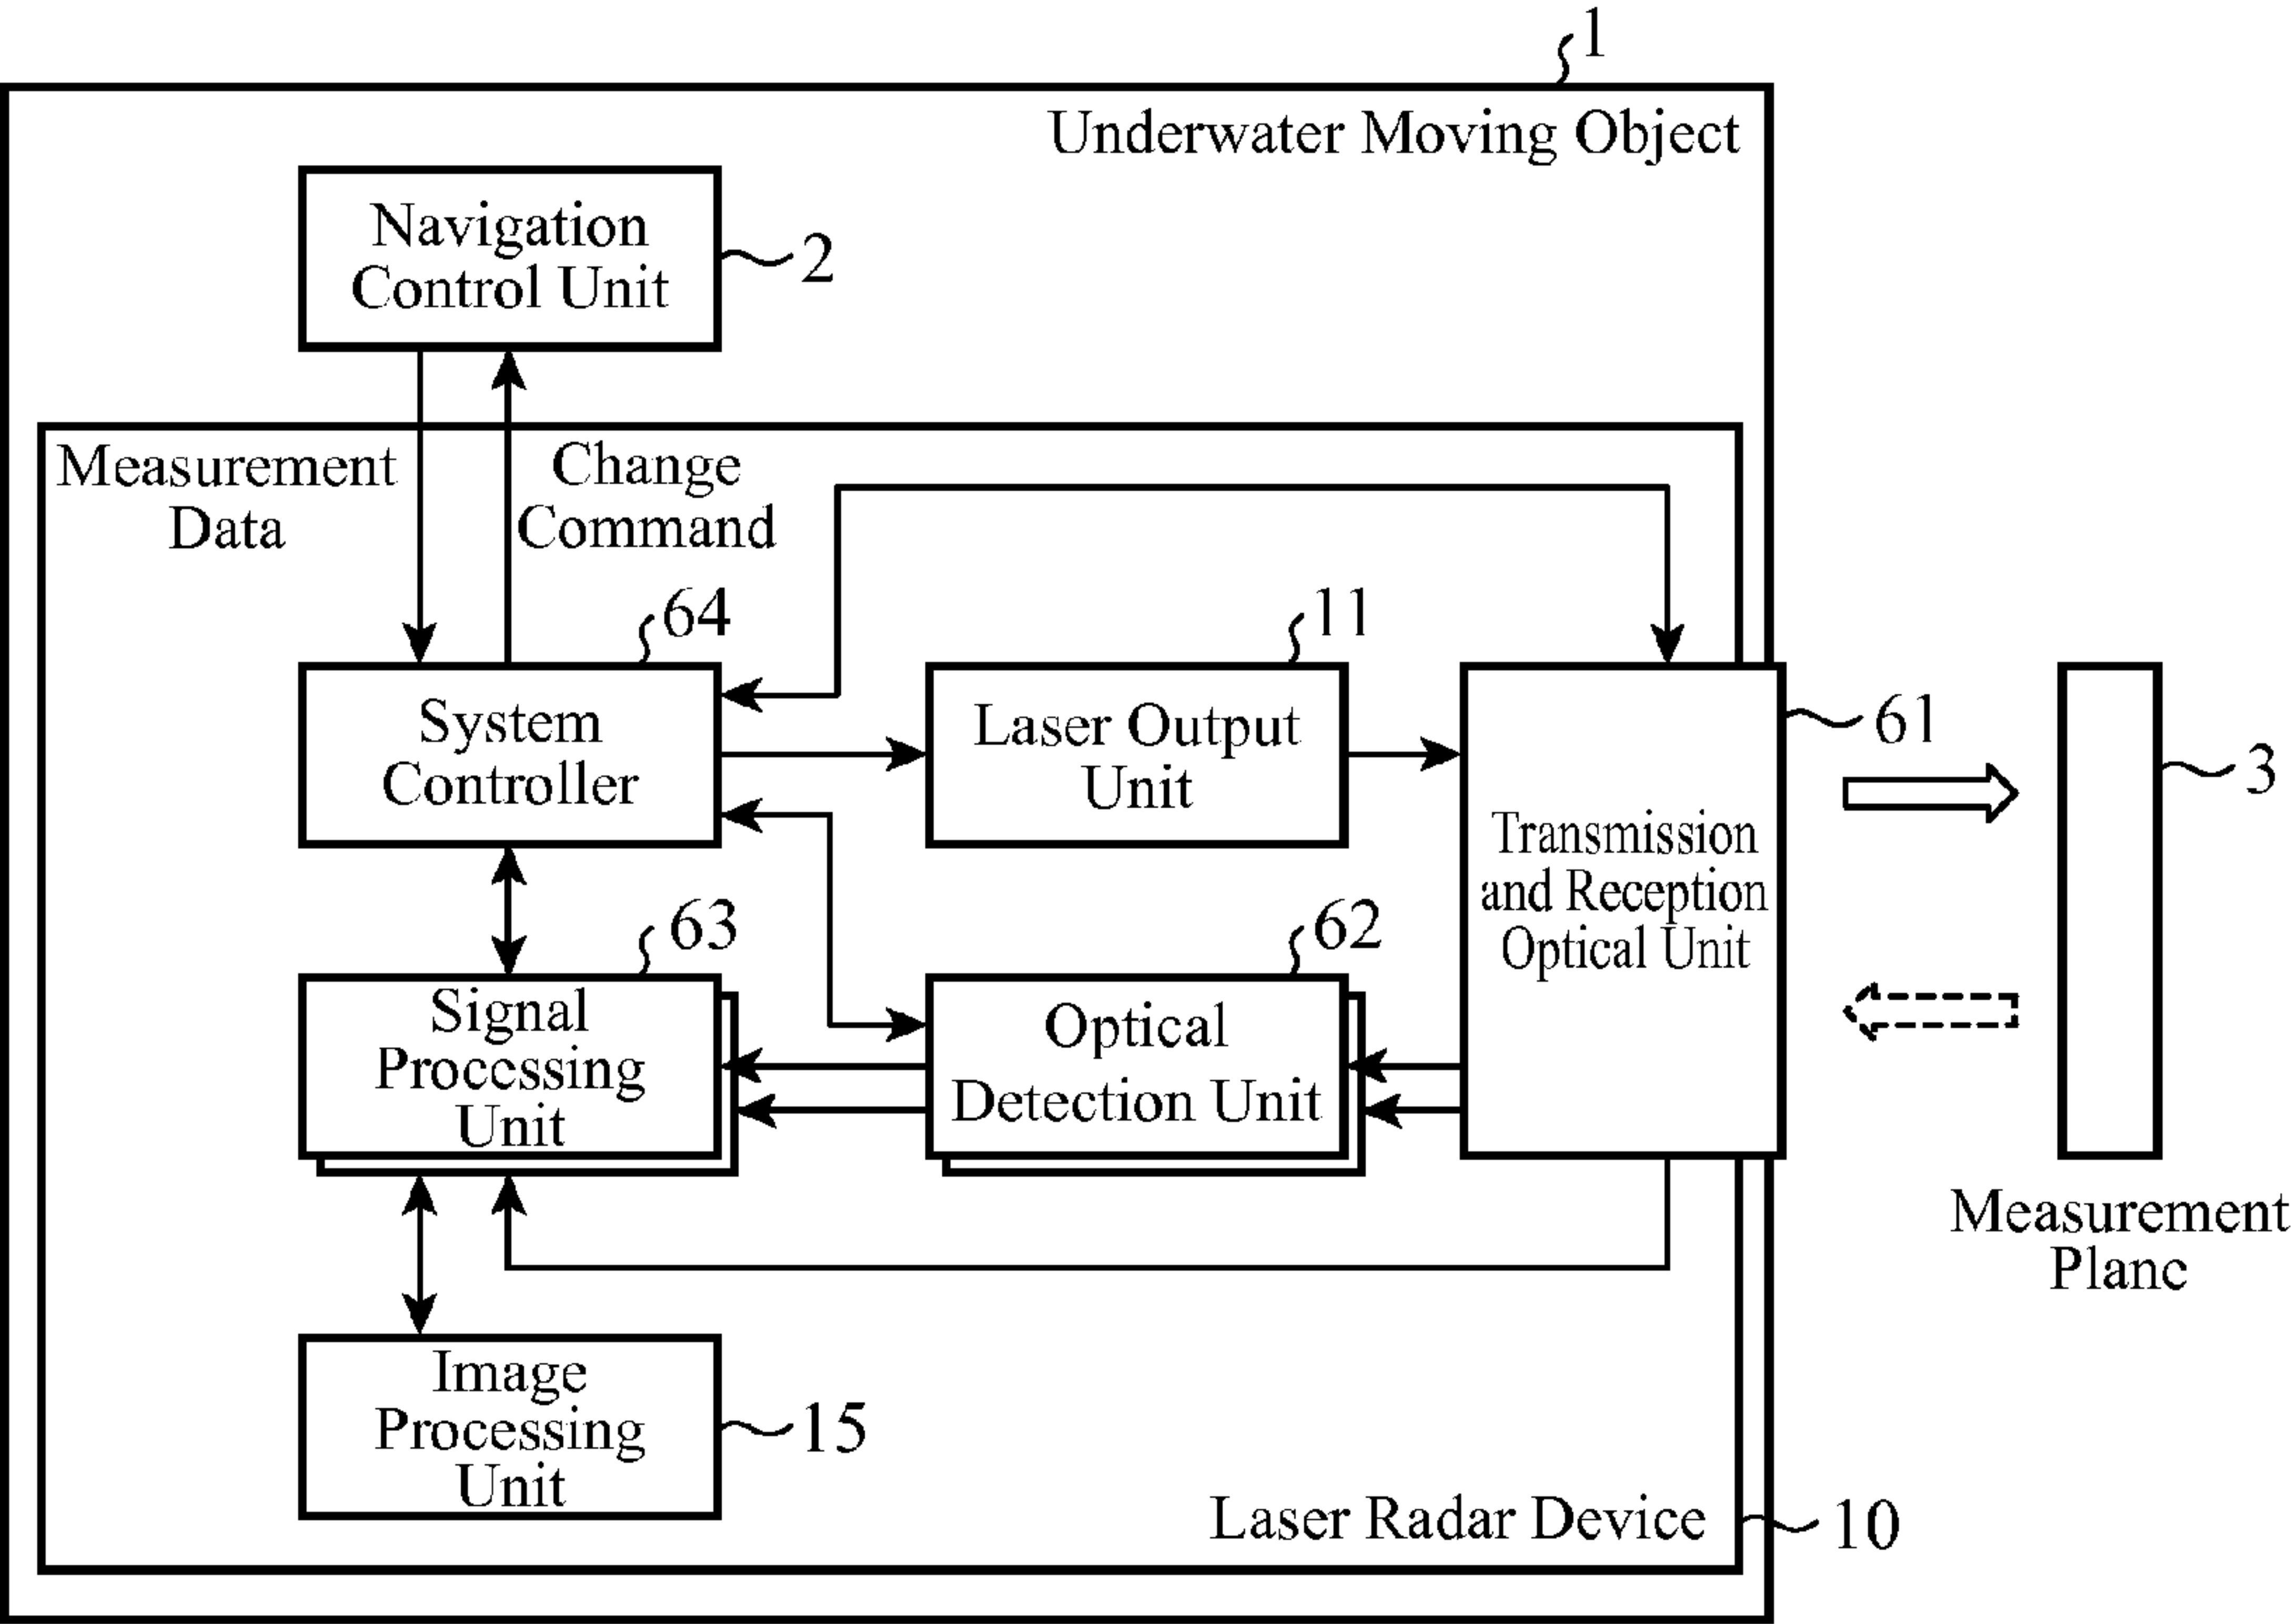 1
Underwater Moving Object
Navigation
Control Unit
2
Measurement
Data
Change
Command
64
11
System
Controller
Laser Output
Unit
61
3
Transmission
and Reception
Optical Unit
63
62
Signal
Processing
Unit
Optical
Detection Unit
Measurement
Plane
Image
Processing
Unit
15
Laser Radar Device
10